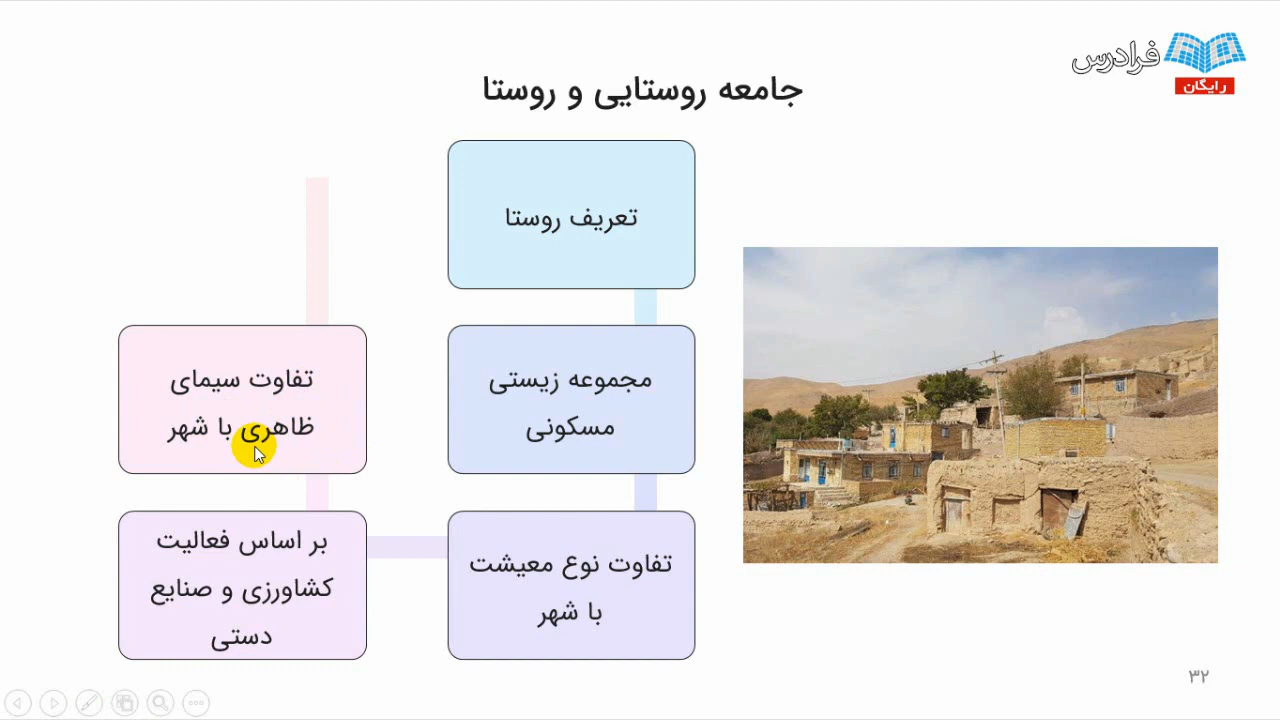 فرادرس
رایگان
جامعه روستایی و روستا
تعریف روستا
مجموعه زیستی
مسکونی
تفاوت نوع معیشت
با شهر
بر اساس فعالیت
کشاورزی و صنایع
دستی
تفاوت سیمای
ظاهری با شهر
۳۲